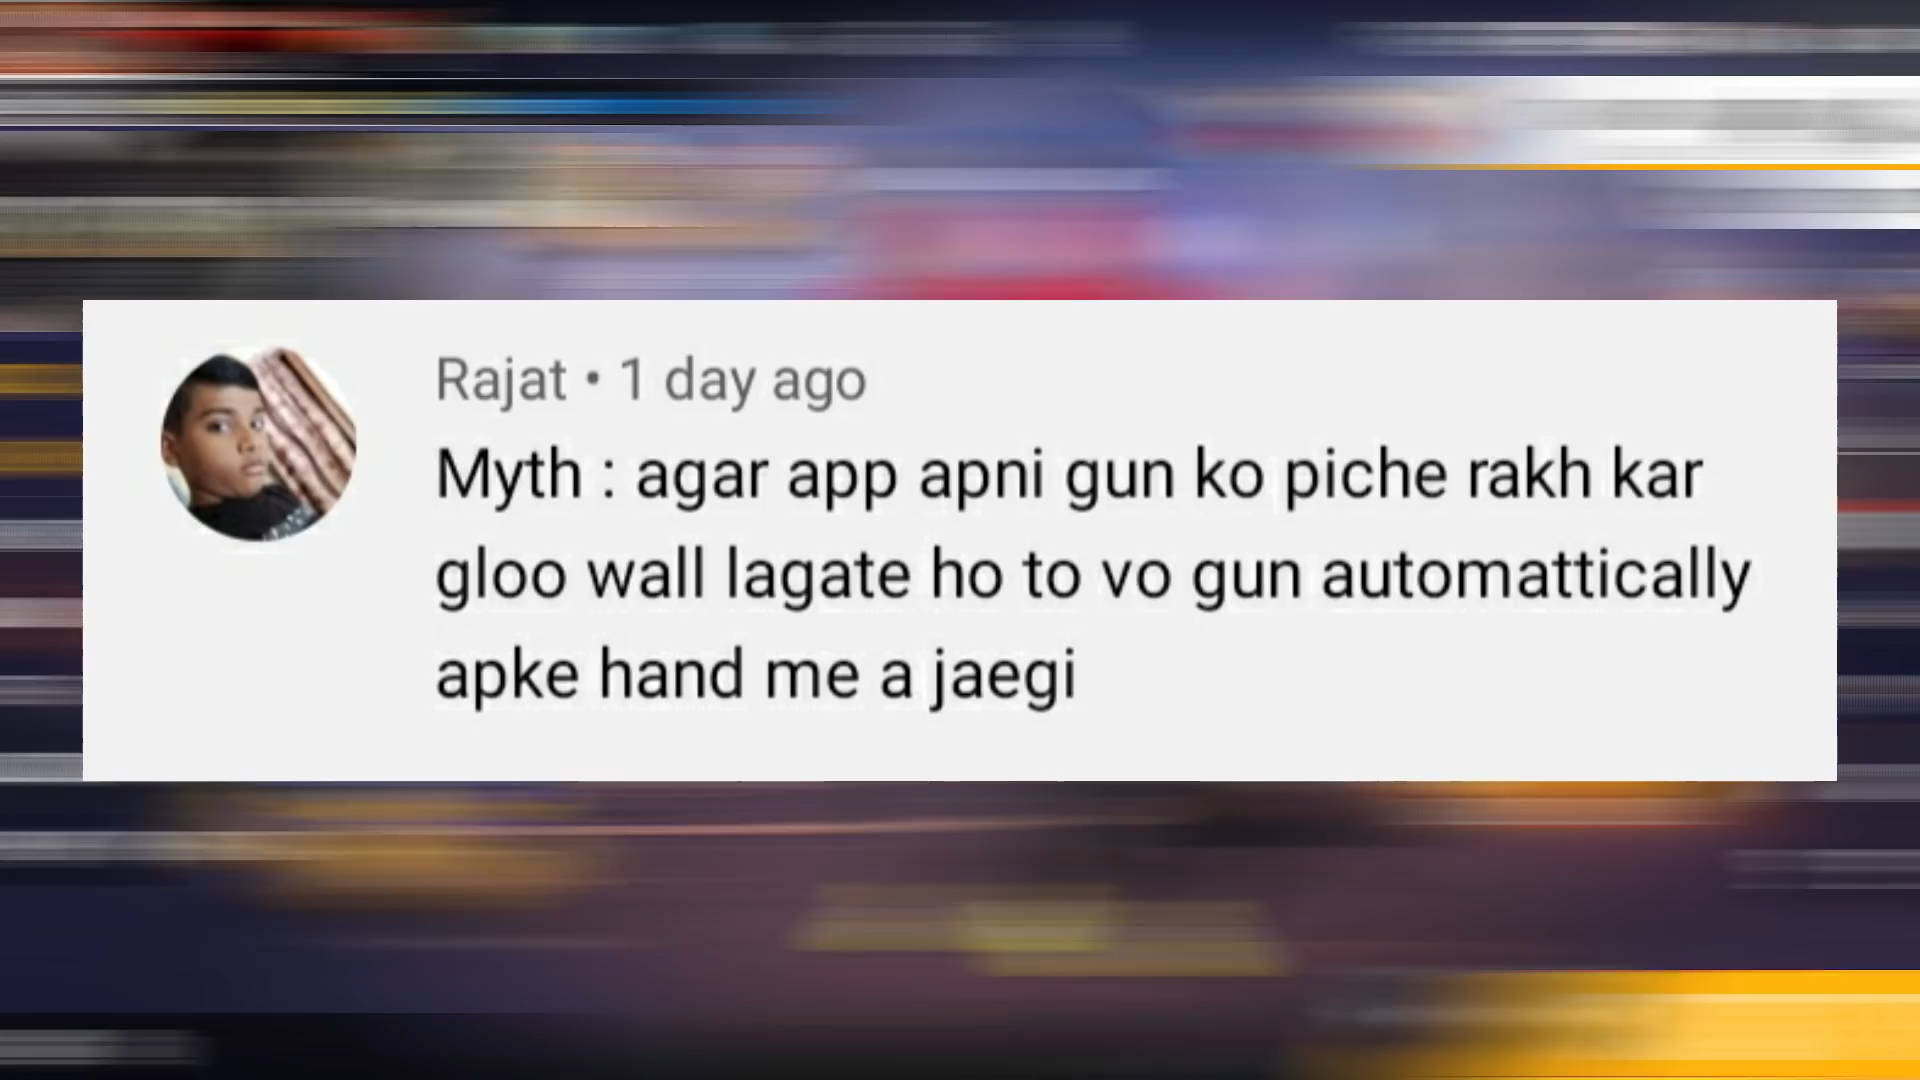 Rajat • 1 day ago
Myth : agar app apni gun ko piche rakh kar
gloo wall lagate ho to vo gun automattically
apke hand me a jaegi